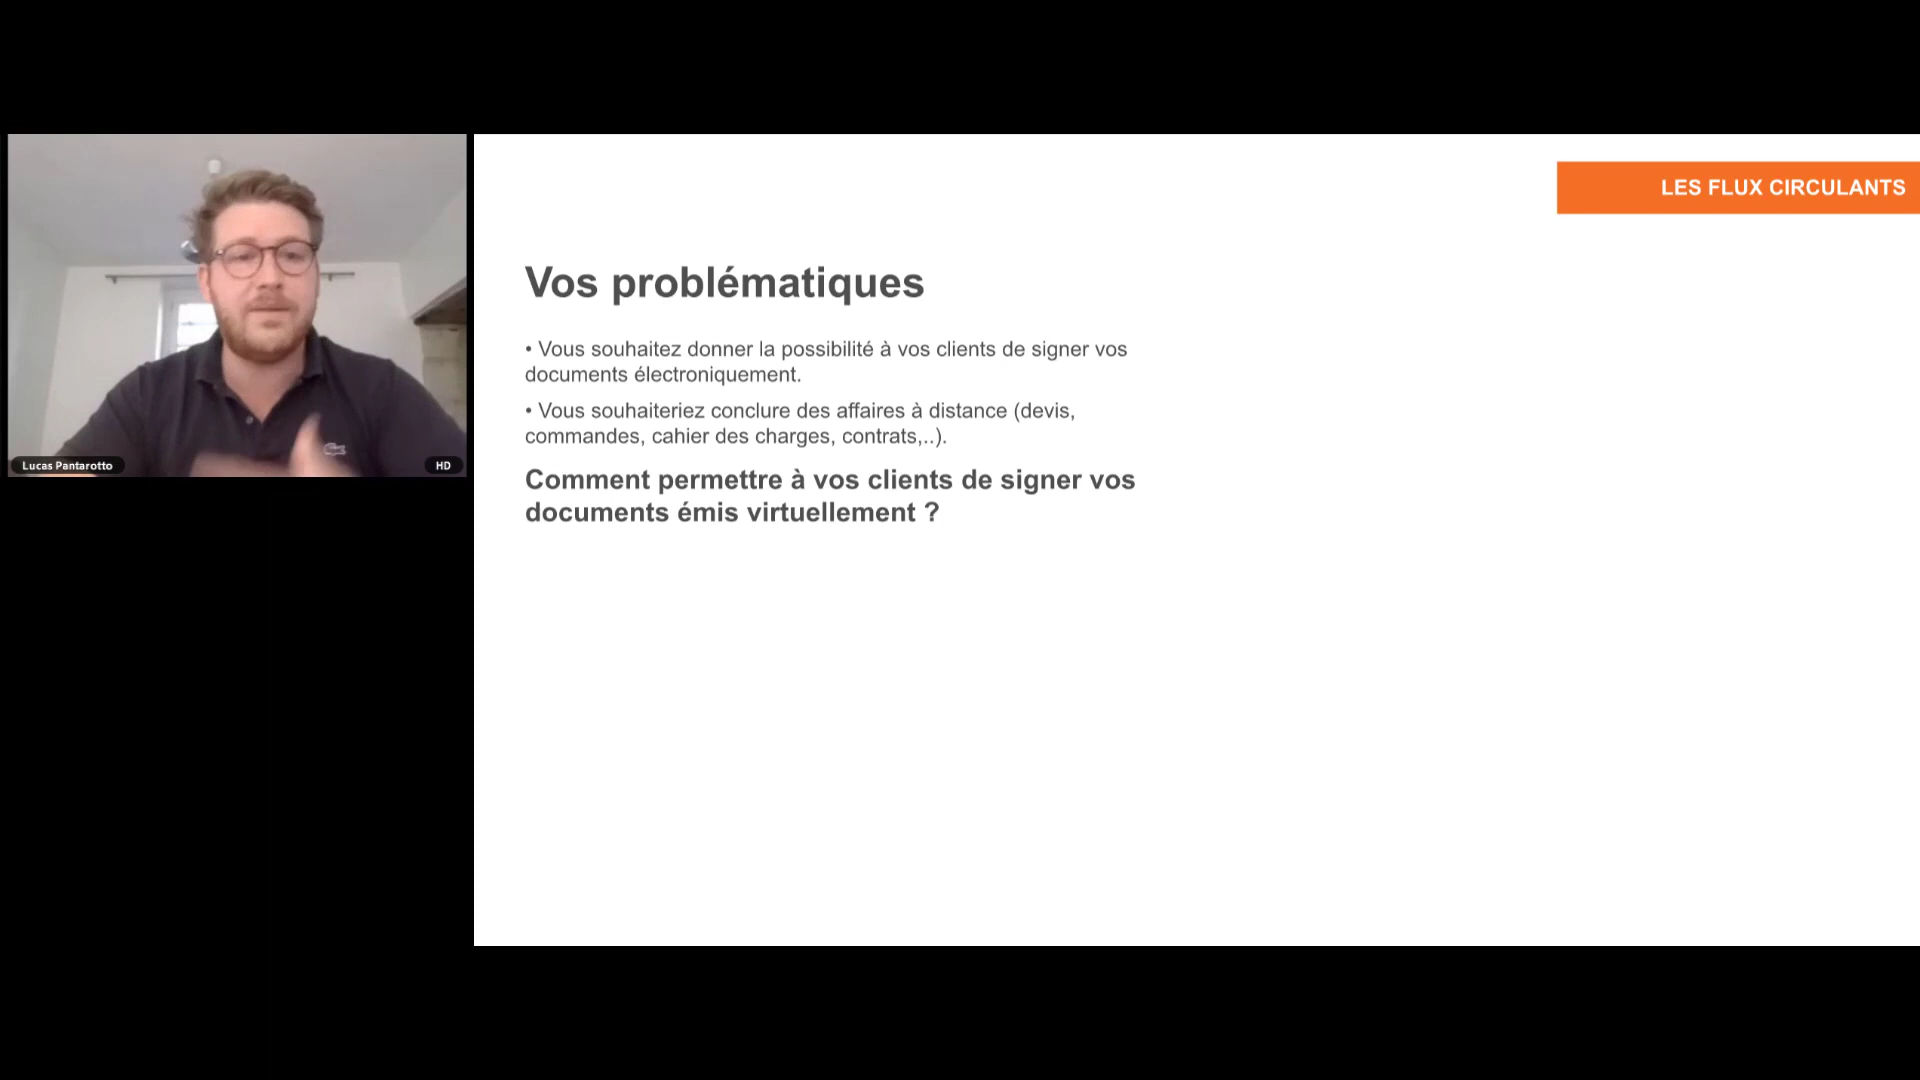 Lucas Pantarotto
HD
LES FLUX CIRCULANTS
Vos problématiques
• Vous souhaitez donner la possibilité à vos clients de signer vos
documents électroniquement.
• Vous souhaiteriez conclure des affaires à distance (devis,
commandes, cahier des charges, contrats,..).
Comment permettre à vos clients de signer vos
documents émis virtuellement ?